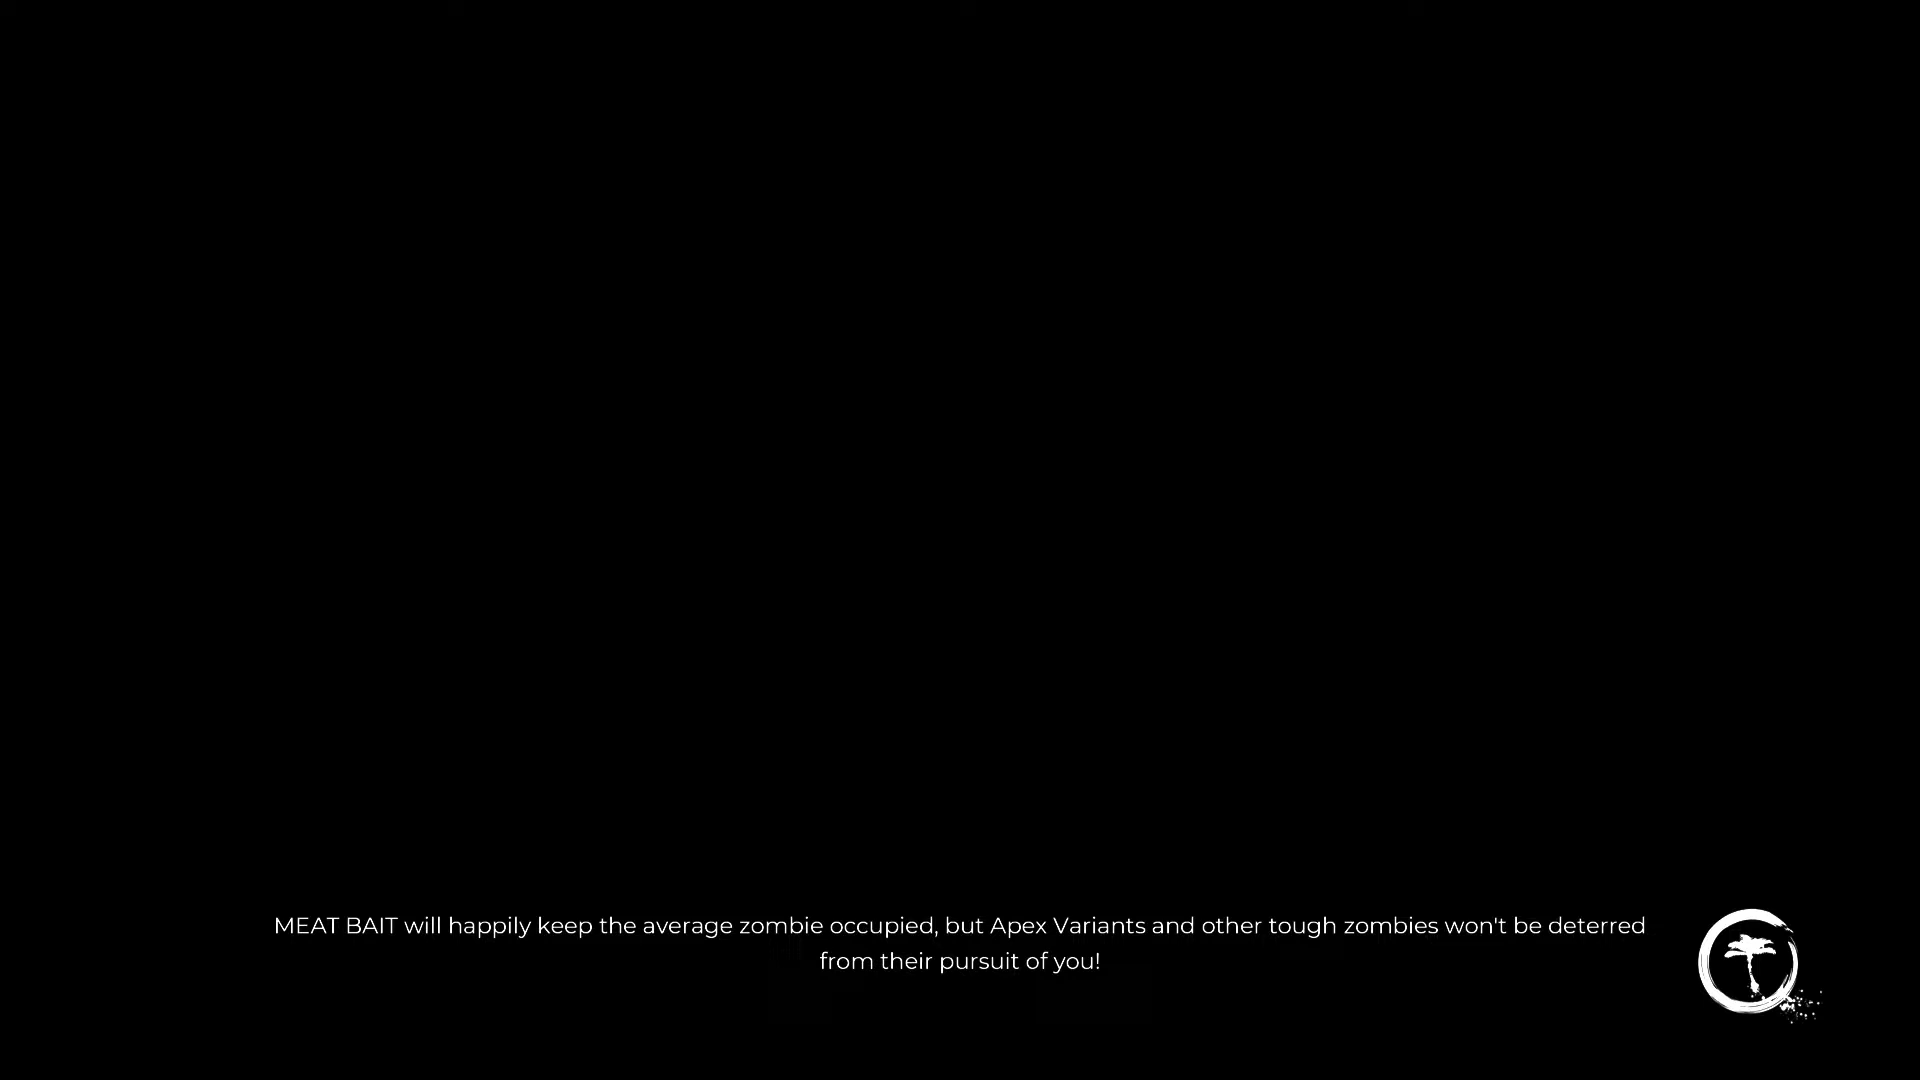 MEAT BAIT will happily keep the average zombie occupied, but Apex Variants and other tough zombies won't be deterred
from their pursuit of you!